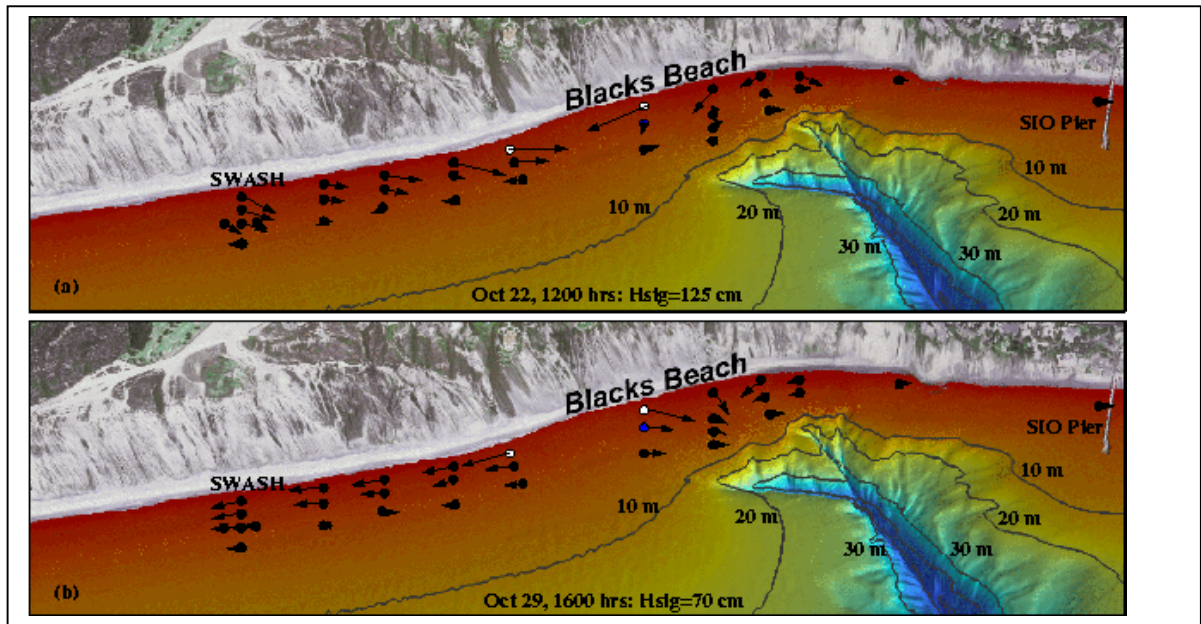 Blacks Beach
SIO Pier
SWASH
10 m
10 m
20 m
20 m
30 m
30 m
(a)
Oct 22, 1200 hrs: Hsig=125 cm
Blacks Beach
SIO Pier
SWASH
10 m
10 m
20 m
20 m
30 m
30 m
(b)
Oct 29, 1600 hrs: Hsig=70 cm